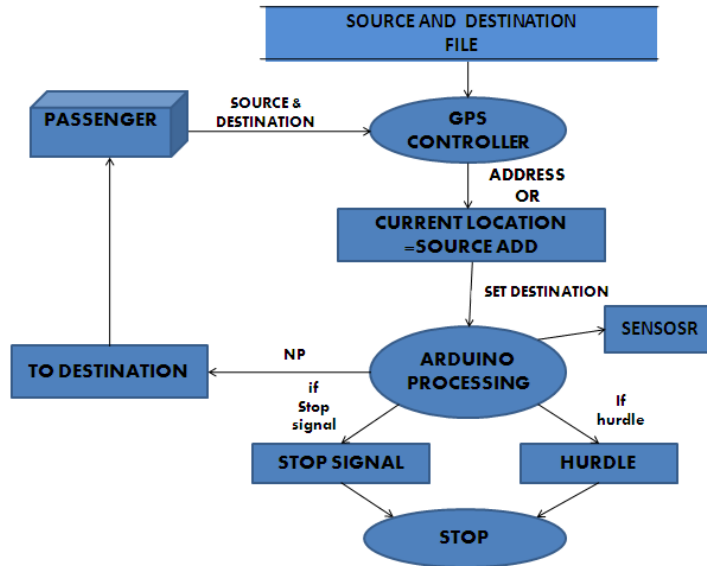 SOURCE AND DESTINATION
FILE
PASSENGER
SOURCE &
DESTINATION
GPS
CONTROLLER
ADDRESS
OR
CURRENT LOCATION
=SOURCE ADD
SET DESTINATION
SENSOSR
ARDUINO
PROCESSING
NP
TO DESTINATION
if
Stop
signal
If
hurdle
STOP SIGNAL
HURDLE
STOP